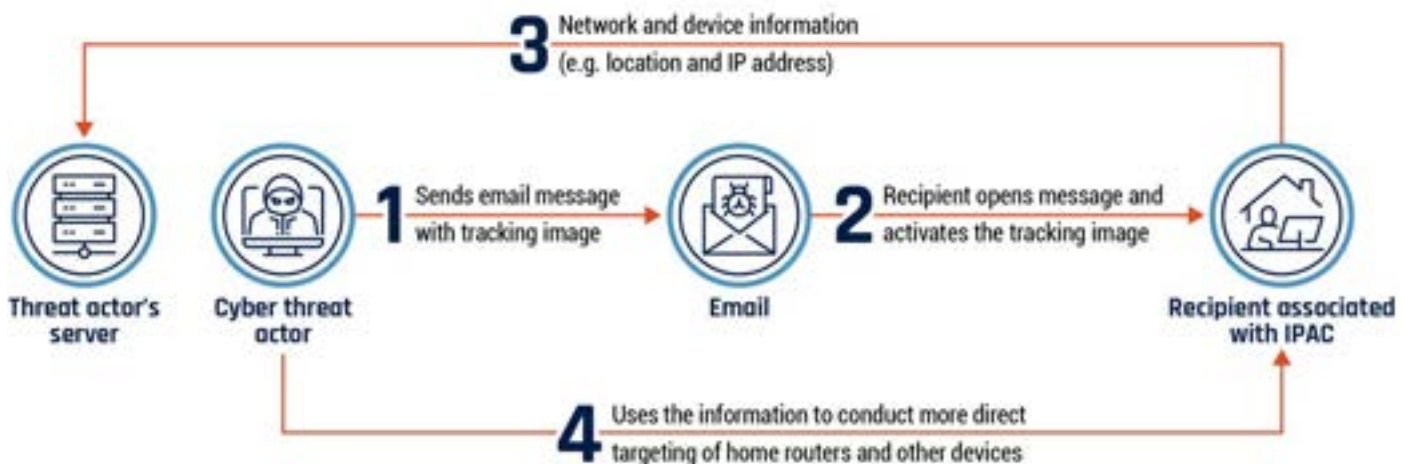 3 Network and device information
(e.g. location and IP address)
1 Sends email message
with tracking image
2 Recipient opens message and
activates the tracking image
Threat actor's
server
Cyber threat
actor
Email
Recipient associated
with IPAC
4 Uses the information to conduct more direct
targeting of home routers and other devices